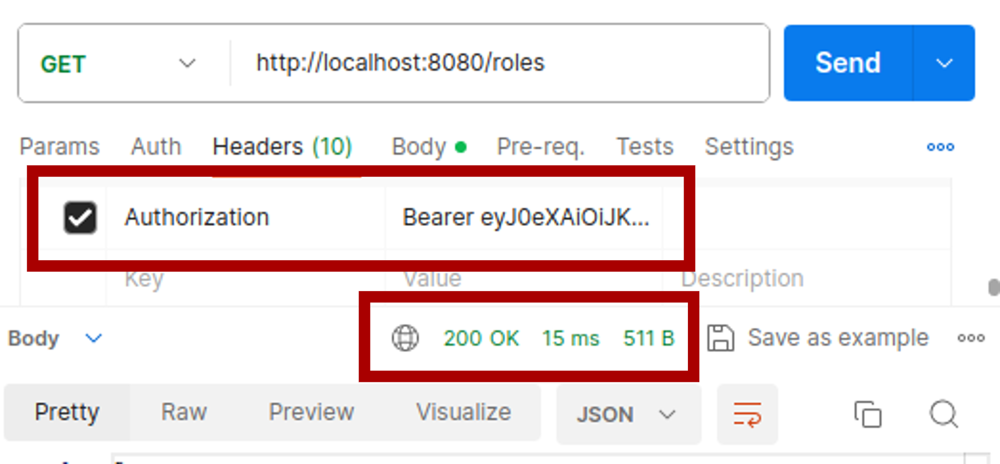 GET http://localhost:8080/roles Send
Params Auth Headers (10) Body Pre-req. Tests Settings
Authorization Bearer eyJ0eXAiOiJK...
Key Value Description
Body 200 OK 15 ms 511 B Save as example
Pretty Raw Preview Visualize JSON